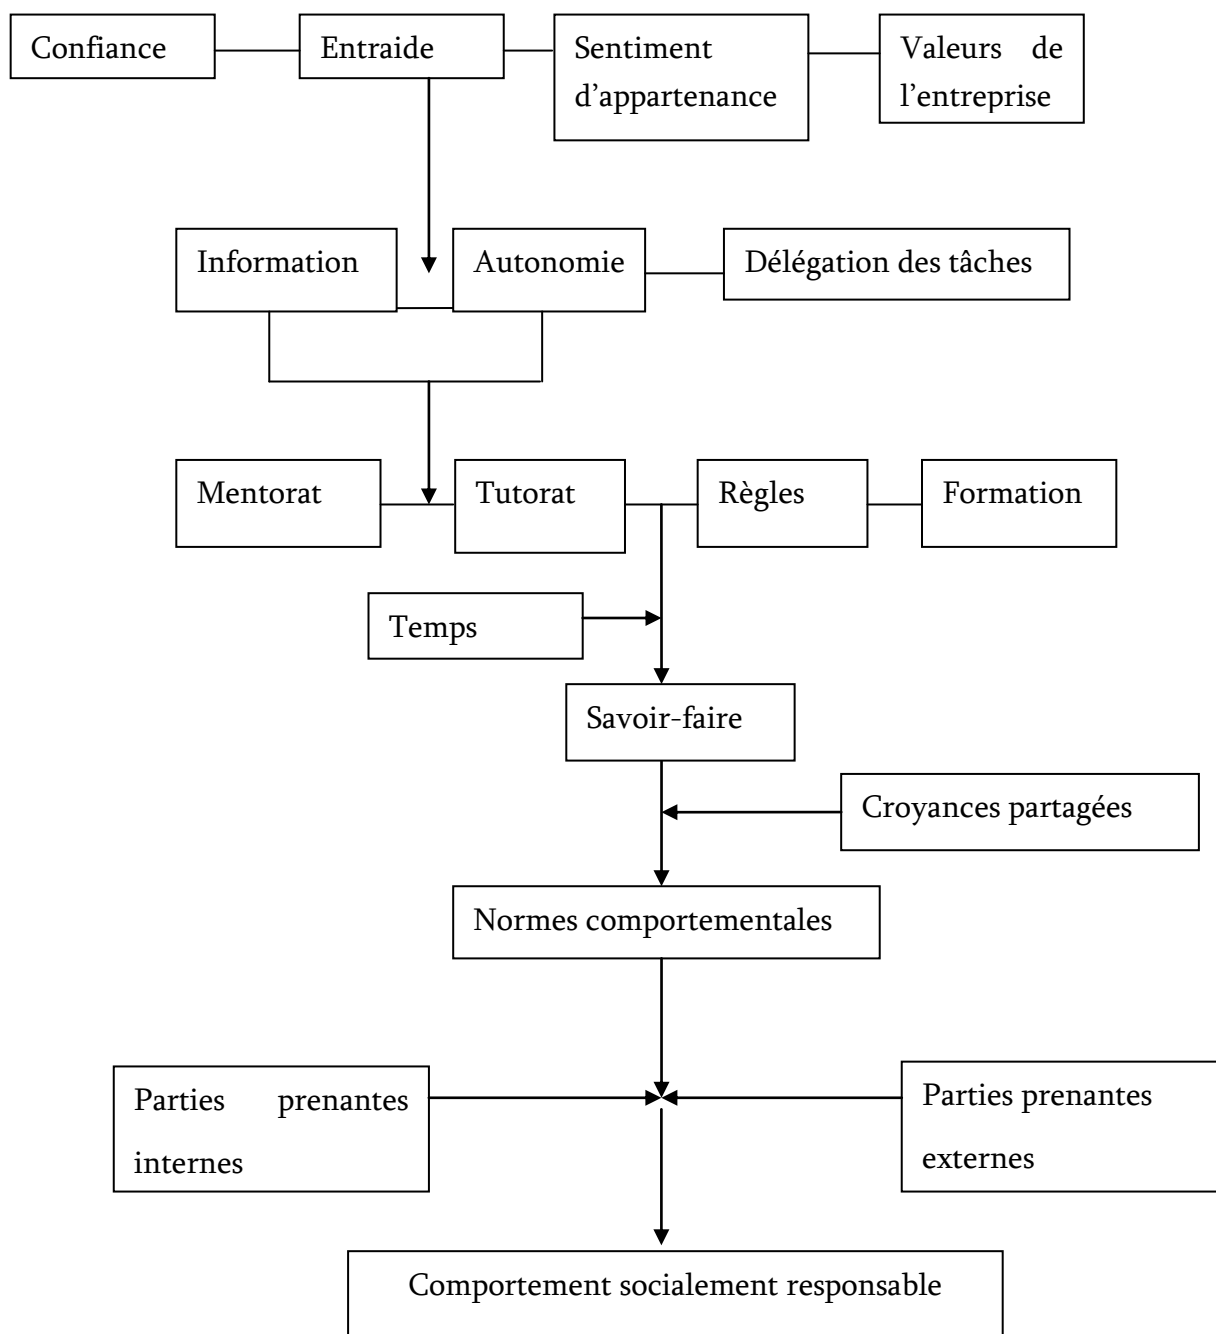 Confiance
Entraide
Sentiment
d'appartenance
Valeurs de
l’entreprise
Information
Autonomie
Délégation des tâches
Mentorat
Tutorat
Règles
Formation
Temps
Savoir-faire
Croyances partagées
Normes comportementales
Parties prenantes
internes
Parties prenantes
externes
Comportement socialement responsable